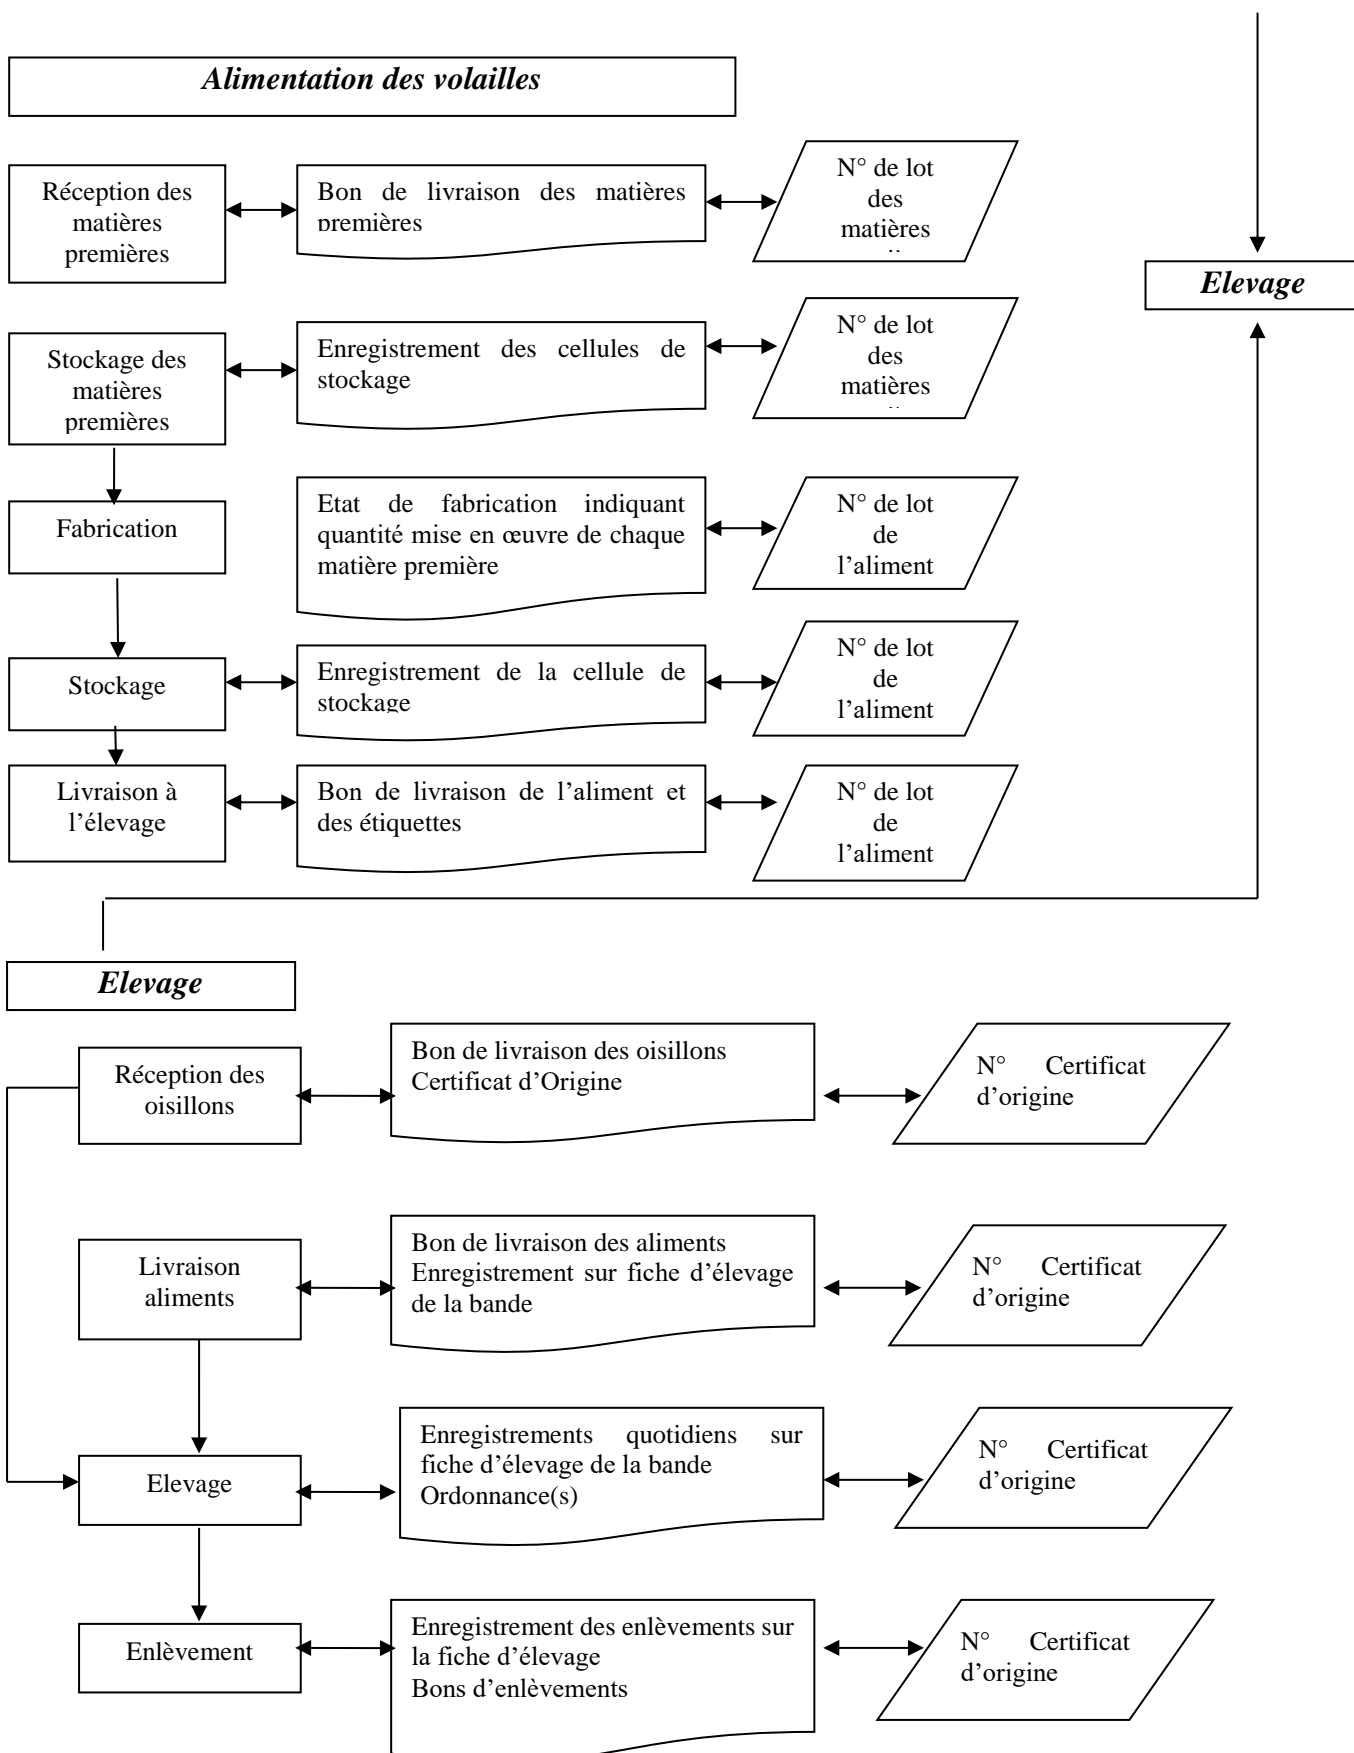 Alimentation des volailles
Réception des
matières
premières
Bon de livraison des matières
premières
N° de lot
des
matières
Elevage
Stockage des
matières
premières
Enregistrement des cellules de
stockage
N° de lot
des
matières
Fabrication
Etat de fabrication indiquant
quantité mise en œuvre de chaque
matière première
N° de lot
de
l’aliment
Stockage
Enregistrement de la cellule de
stockage
N° de lot
de
l’aliment
Livraison à
l’élevage
Bon de livraison de l’aliment et
des étiquettes
N° de lot
de
l’aliment
Elevage
Réception des
oisillons
Bon de livraison des oisillons
Certificat d’Origine
N° Certificat
d’origine
Livraison
aliments
Bon de livraison des aliments
Enregistrement sur fiche d’élevage
de la bande
N° Certificat
d’origine
Elevage
Enregistrements quotidiens sur
fiche d’élevage de la bande
Ordonnance(s)
N° Certificat
d’origine
Enlèvement
Enregistrement des enlèvements sur
la fiche d’élevage
Bons d’enlèvements
N° Certificat
d’origine